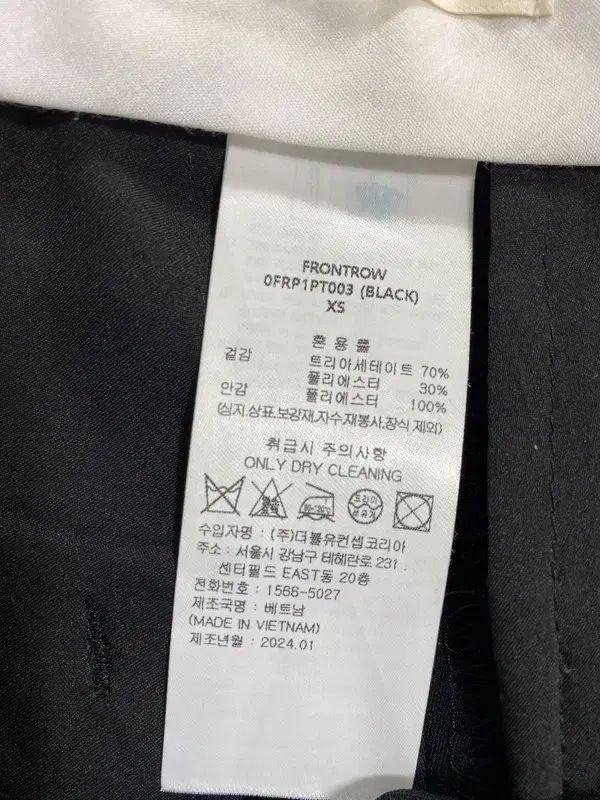 FRONTROW
0FRP1PT003 (BLACK)
XS
혼용률
겉감 트리아세테이트 70%
폴리에스터 30%
안감 폴리에스터 100%
(심지,상표,보강재,자수,재봉사,장식 제외)
취급시 주의사항
ONLY DRY CLEANING
드라이
수입자명 : (주)더블유컨셉코리아
주소 : 서울시 강남구 테헤란로 231.
센터필드 EAST동 20층
전화번호 : 1566-5027
제조국명 : 베트남
(MADE IN VIETNAM)
제조년월 : 2024.01